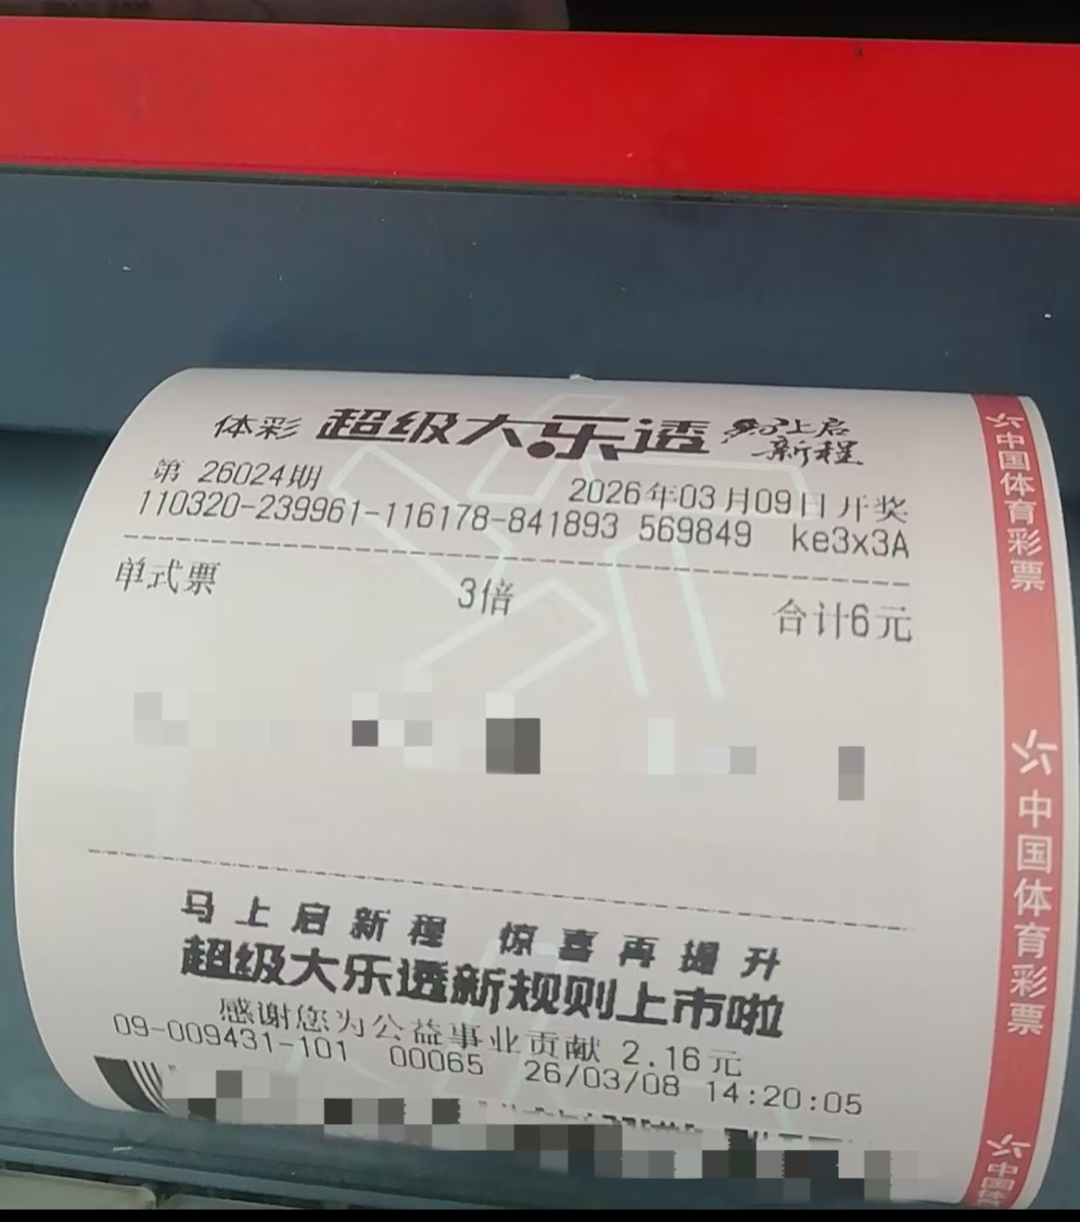 体彩 超级大乐透 马上启新程
第 26024期 2026年03月09日开奖
110320-239961-116178-841893 569849 ke3x3A
单式票 3倍 合计6元
马上启新程 惊喜再提升
超级大乐透新规则上市啦
感谢您为公益事业贡献 2.16元
09-009431-101 00065 26/03/08 14:20:05
中国体育彩票
中国体育彩票
中国体